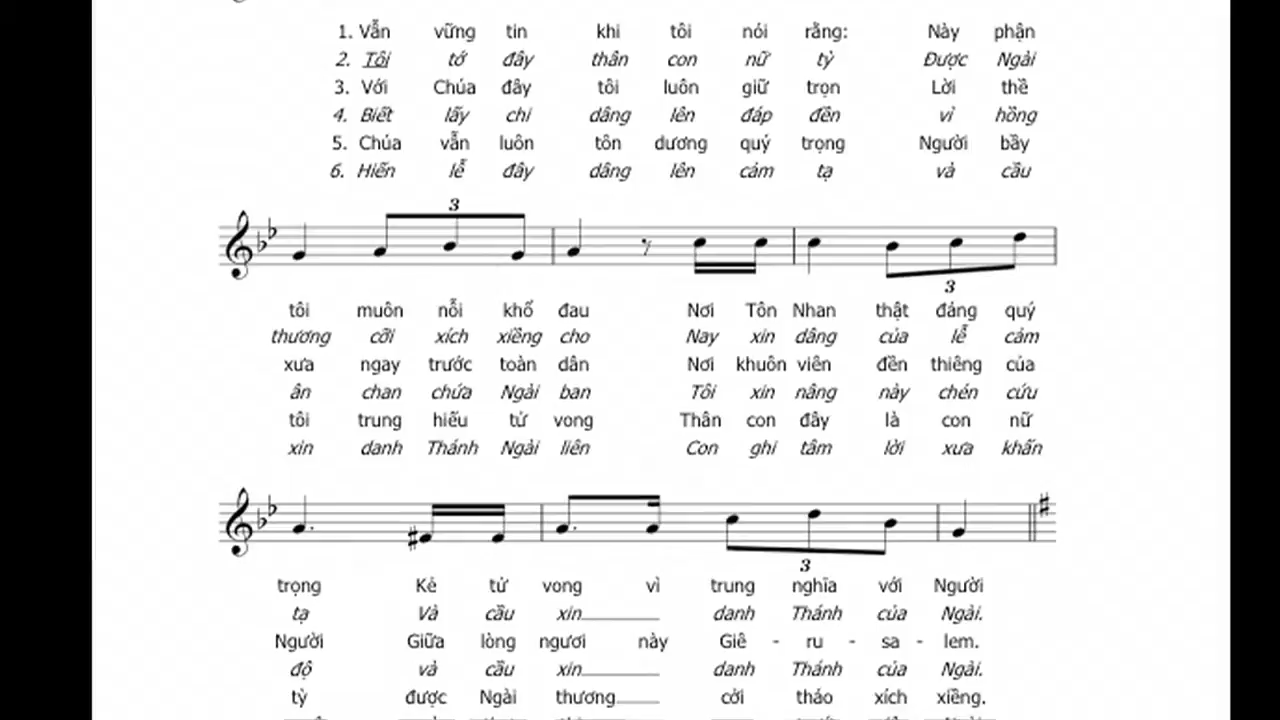 1. Vẫn vững tin khi tôi nói rằng: Này phận
2. Tôi tớ đây thân con nữ tỳ Được Ngài
3. Với Chúa đây tôi luôn giữ trọn Lời thề
4. Biết lấy chi dâng lên đáp đền vì hồng
5. Chúa vẫn luôn tôn dương quý trọng Người bầy
6. Hiến lễ đây dâng lên cảm tạ và cầu
3
3
tôi muôn nỗi khổ đau Nơi Tôn Nhan thật đáng quý
thương cỡi xích xiềng cho Nay xin dâng của lễ cảm
xưa ngay trước toàn dân Nơi khuôn viên đền thiêng của
ân chan chứa Ngài ban Tôi xin nâng này chén cứu
tôi trung hiếu tử vong Thân con đây là con nữ
xin danh Thánh Ngài liên Con ghi tâm lời xưa khấn
3
trọng Kẻ tử vong vì trung nghĩa với Người
tạ Và cầu xin danh Thánh của Ngài.
Người Giữa lòng ngươi này Giê - ru - sa - lem.
độ và cầu xin danh Thánh của Ngài.
tỳ được Ngài thương cởi tháo xích xiềng.